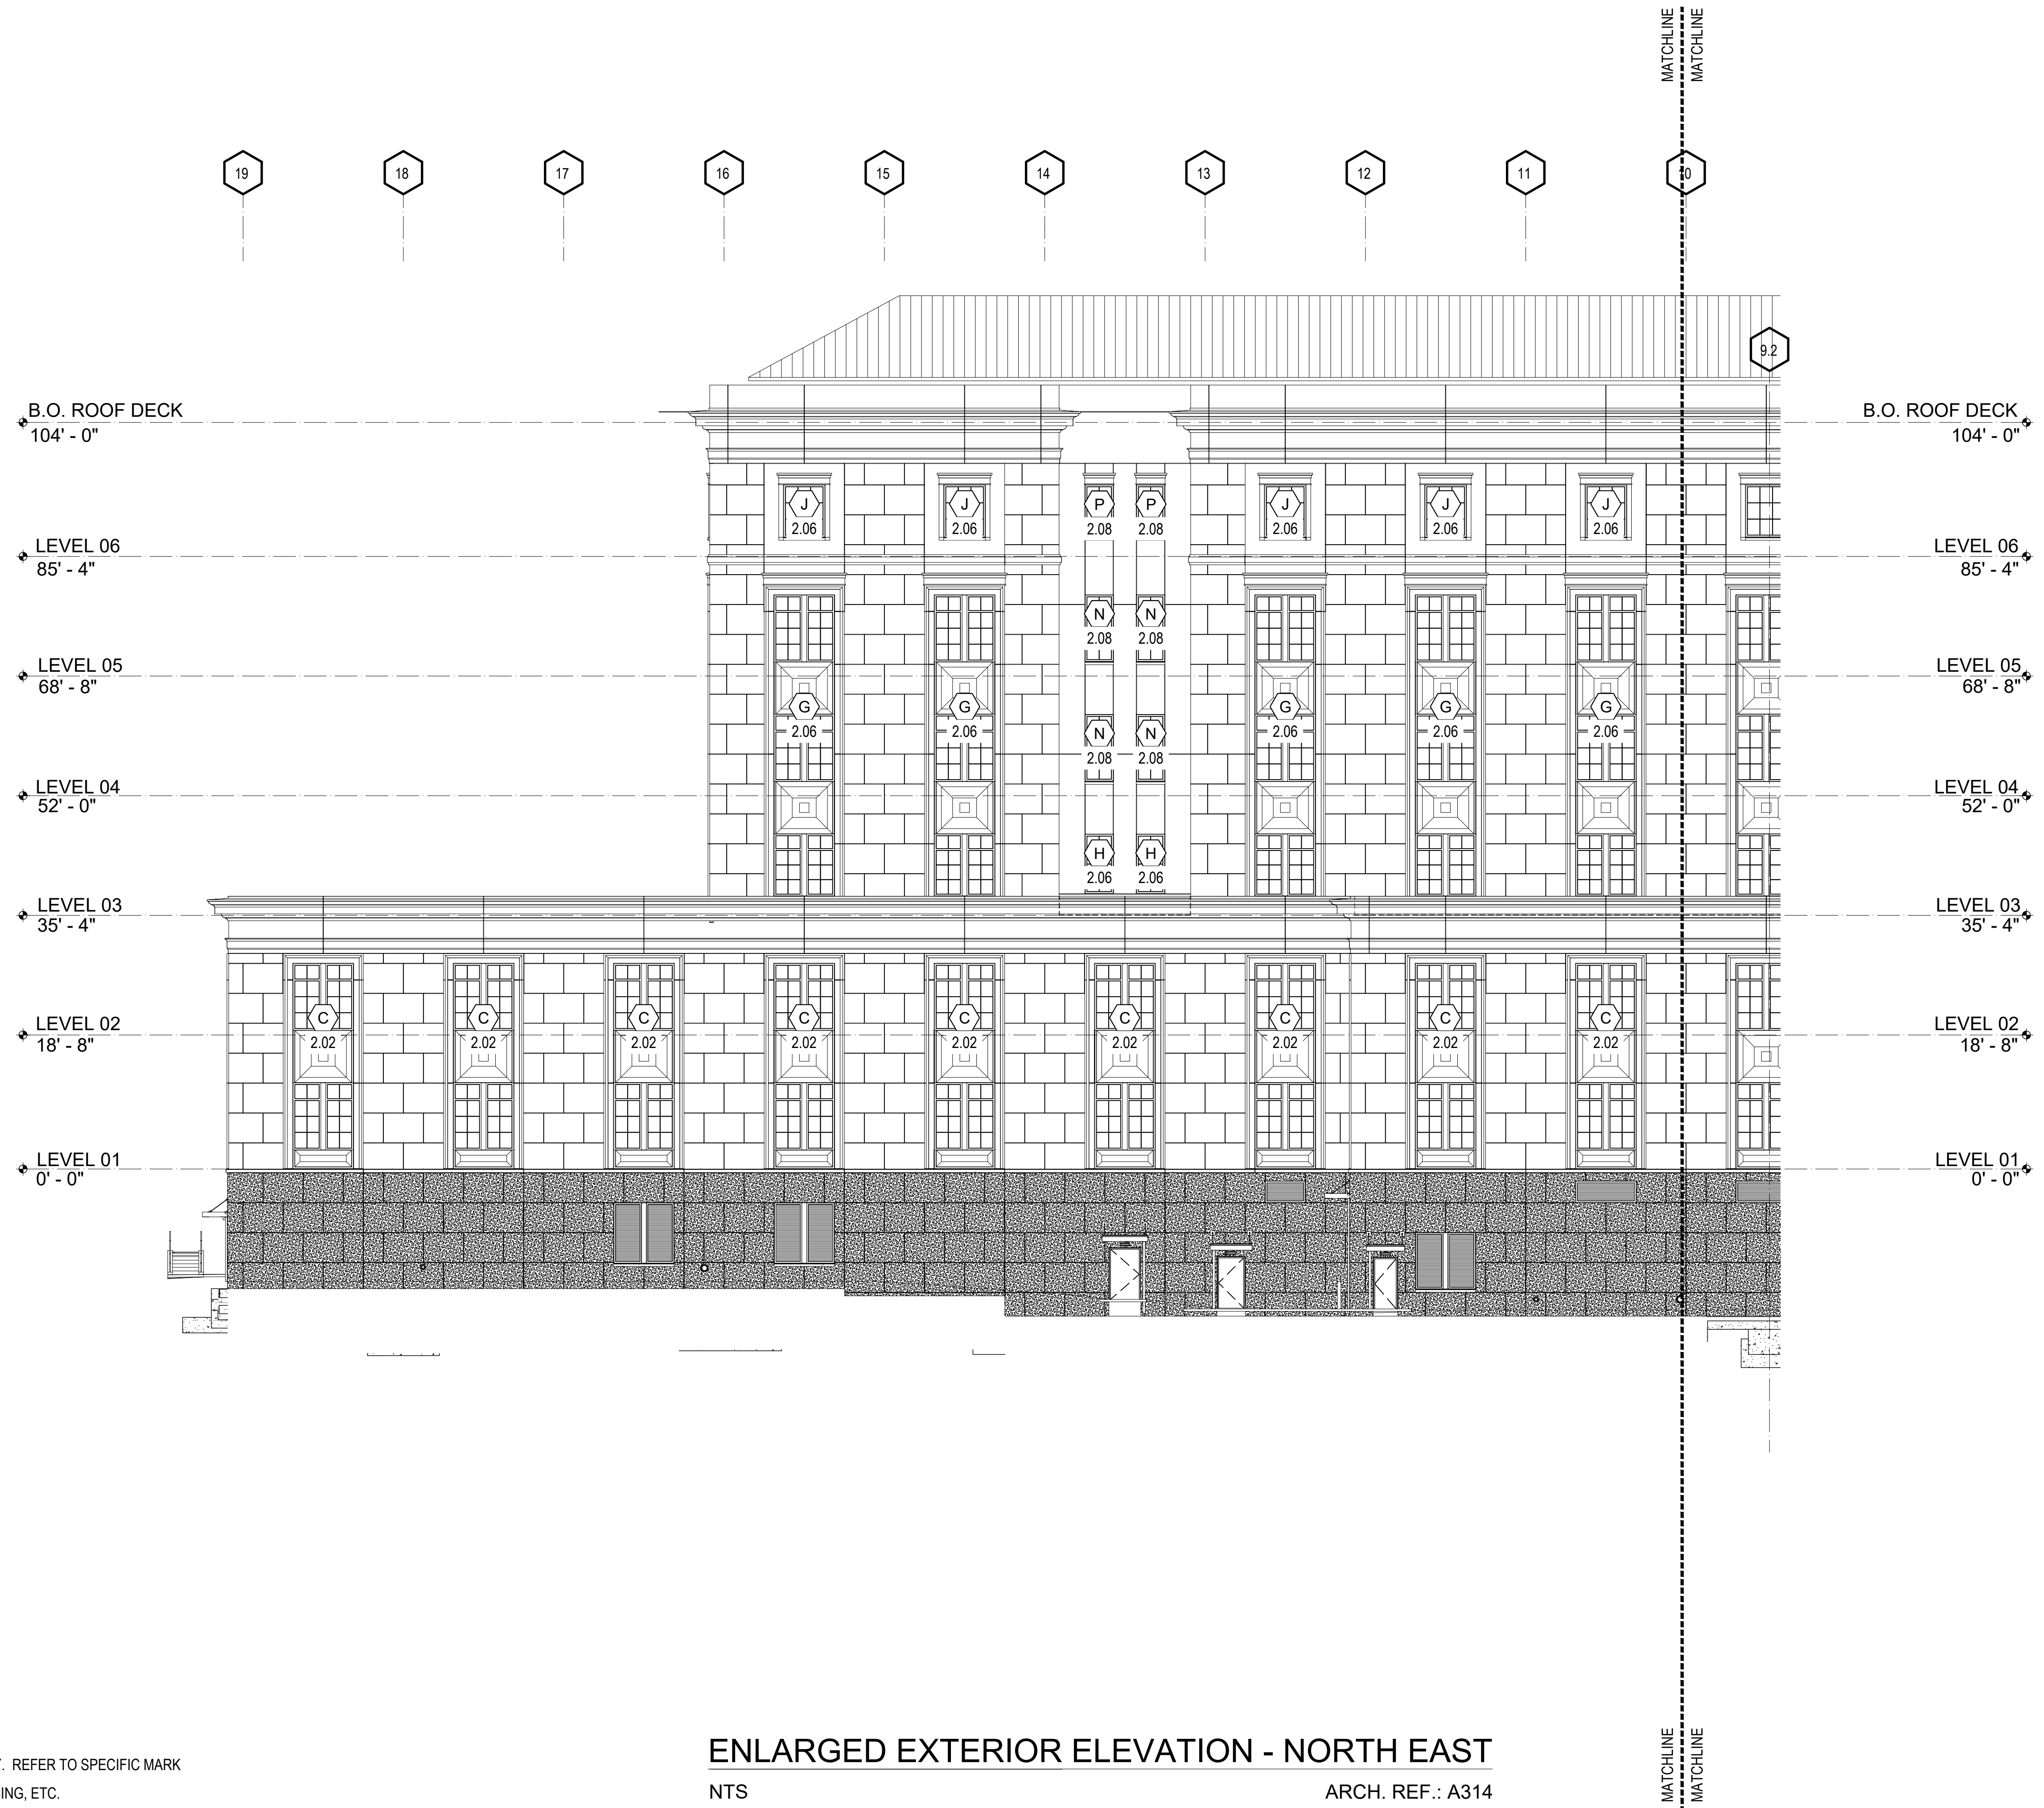 MATCHLINE
MATCHLINE
19
18
17
16
15
14
13
12
11
10
9.2
B.O. ROOF DECK
104' - 0"
B.O. ROOF DECK
104' - 0"
J
J
P
P
J
J
J
2.06
2.06
2.08
2.08
2.06
2.06
2.06
LEVEL 06
85' - 4"
LEVEL 06
85' - 4"
N
N
2.08
2.08
LEVEL 05
68' - 8"
LEVEL 05
68' - 8"
G
G
G
G
G
2.06
2.06
2.06
2.06
2.06
N
N
2.08
2.08
LEVEL 04
52' - 0"
LEVEL 04
52' - 0"
H
H
2.06
2.06
LEVEL 03
35' - 4"
LEVEL 03
35' - 4"
C
C
C
C
C
C
C
C
C
LEVEL 02
18' - 8"
LEVEL 02
18' - 8"
2.02
2.02
2.02
2.02
2.02
2.02
2.02
2.02
2.02
LEVEL 01
0' - 0"
LEVEL 01
0' - 0"
MATCHLINE
MATCHLINE
ENLARGED EXTERIOR ELEVATION - NORTH EAST
NTS
ARCH. REF.: A314
. REFER TO SPECIFIC MARK
ING, ETC.